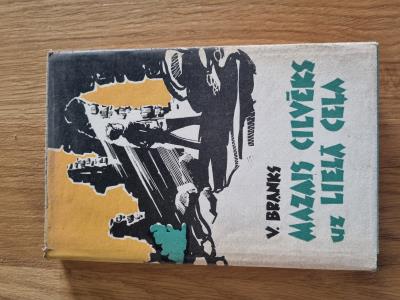 V. BRANKS
MAZAIS CILVĒKS
UZ LIELĀ CEĻA